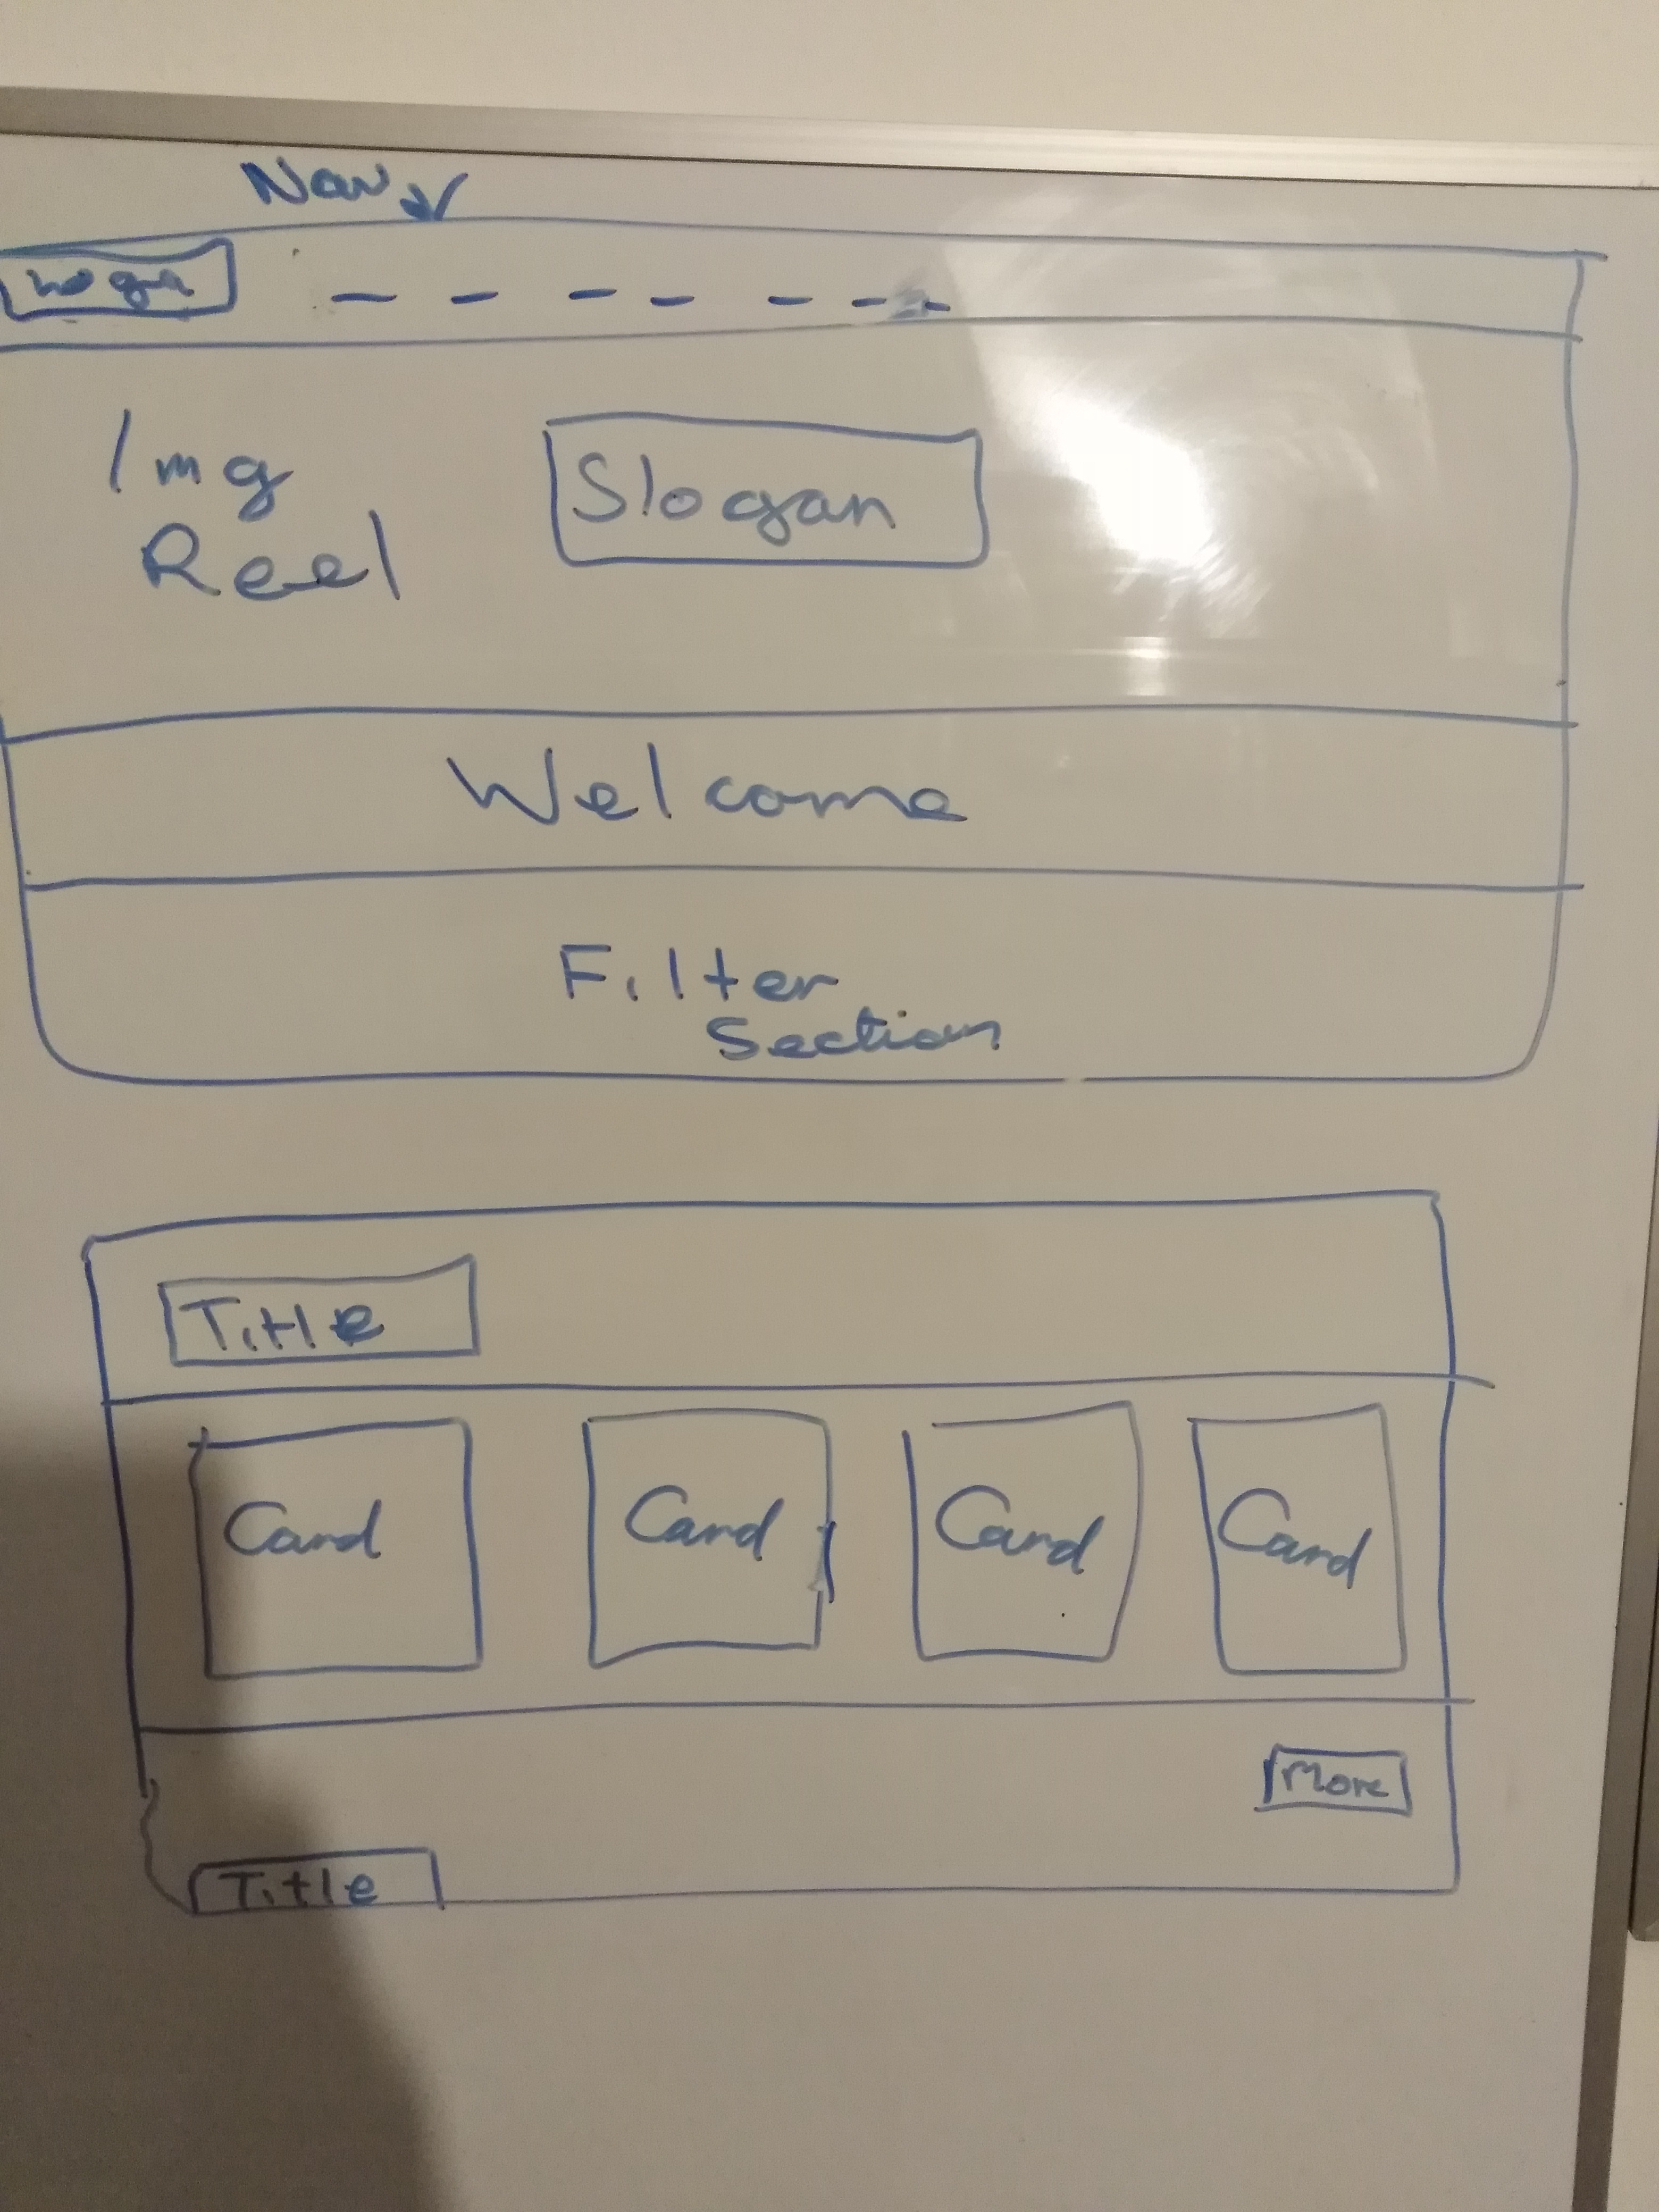 Nav
Logo
Img
Reel
Slogan
Welcome
Filter
Section
Title
Card Card Card Card
More
Title